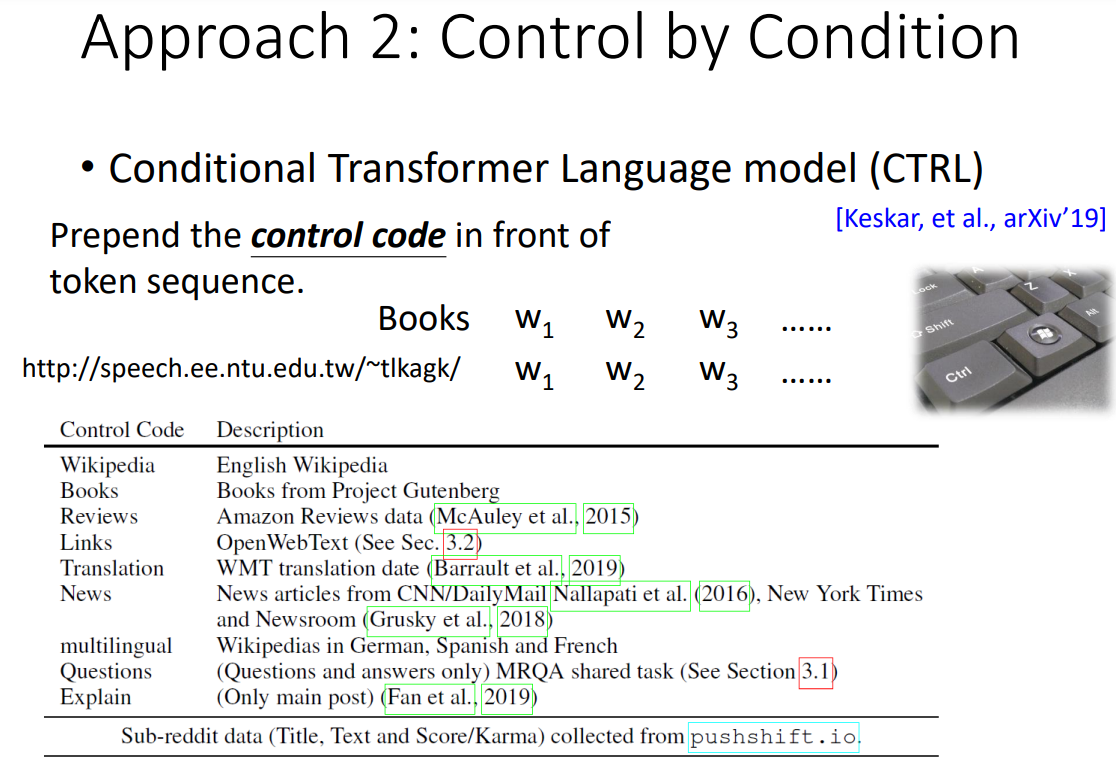 Approach 2: Control by Condition
• Conditional Transformer Language model (CTRL)
[Keskar, et al., arXiv’19]
Prepend the control code in front of
token sequence.
Books w1 w2 w3 ……
http://speech.ee.ntu.edu.tw/~tlkagk/ w1 w2 w3 ……
Lock A Z X
Shift Alt
Ctrl
Control Code Description
Wikipedia English Wikipedia
Books Books from Project Gutenberg
Reviews Amazon Reviews data (McAuley et al., 2015)
Links OpenWebText (See Sec. 3.2)
Translation WMT translation date (Barrault et al., 2019)
News News articles from CNN/DailyMail Nallapati et al. (2016), New York Times
and Newsroom (Grusky et al., 2018)
multilingual Wikipedias in German, Spanish and French
Questions (Questions and answers only) MRQA shared task (See Section 3.1)
Explain (Only main post) (Fan et al., 2019)
Sub-reddit data (Title, Text and Score/Karma) collected from pushshift.io.